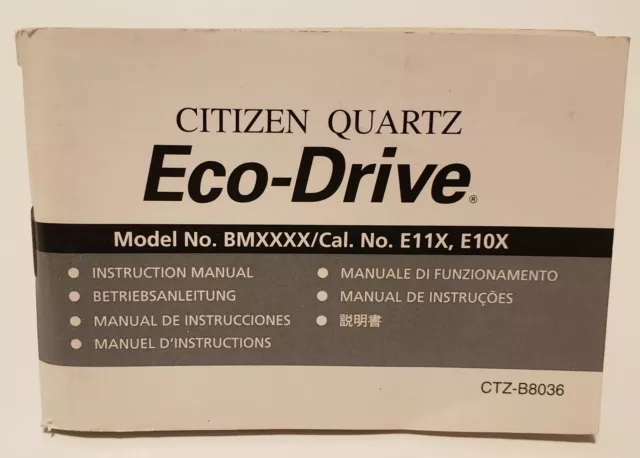 CITIZEN QUARTZ
Eco-Drive®
Model No. BMXXXX/Cal. No. E11X, E10X
● INSTRUCTION MANUAL
● BETRIEBSANLEITUNG
● MANUAL DE INSTRUCCIONES
● MANUEL D'INSTRUCTIONS
● MANUALE DI FUNZIONAMENTO
● MANUAL DE INSTRUÇÕES
● 説明書
CTZ-B8036